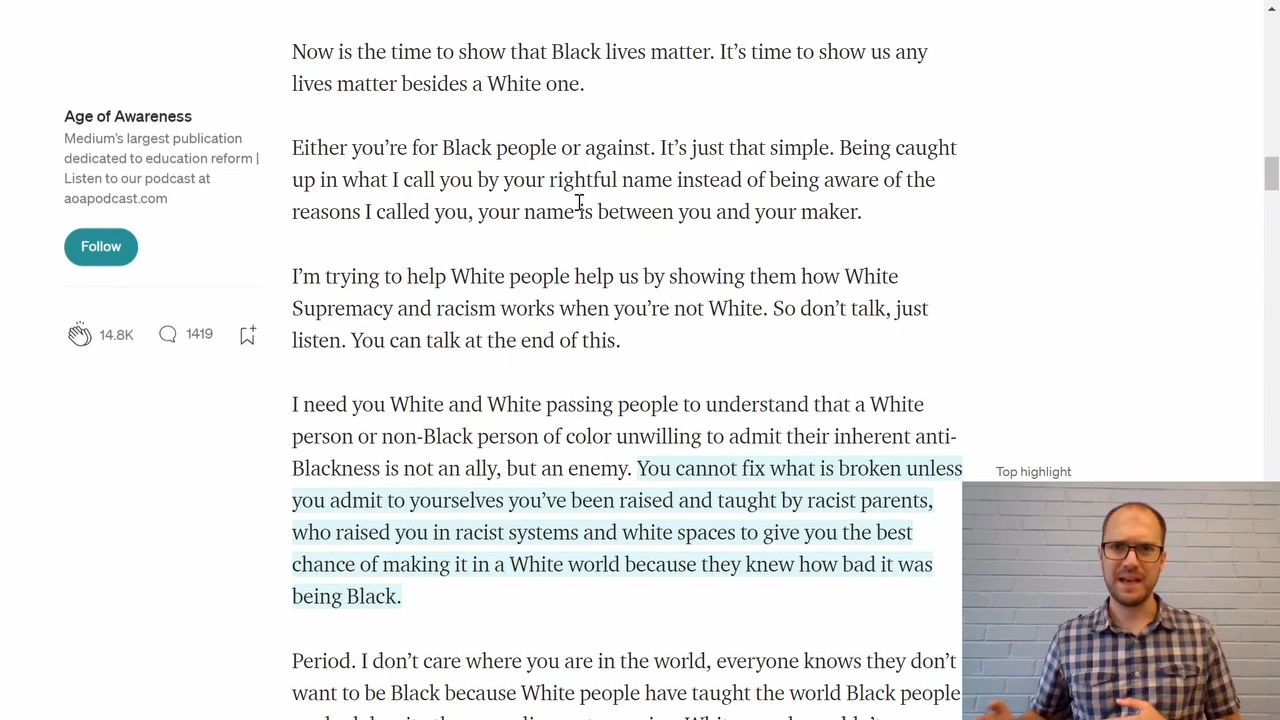 Now is the time to show that Black lives matter. It's time to show us any
lives matter besides a White one.
Age of Awareness
Medium's largest publication
dedicated to education reform |
Listen to our podcast at
aoapodcast.com
Follow
14.8K
1419
Either you're for Black people or against. It's just that simple. Being caught
up in what I call you by your rightful name instead of being aware of the
reasons I called you, your name is between you and your maker.
I'm trying to help White people help us by showing them how White
Supremacy and racism works when you're not White. So don't talk, just
listen. You can talk at the end of this.
I need you White and White passing people to understand that a White
person or non-Black person of color unwilling to admit their inherent anti-
Blackness is not an ally, but an enemy. You cannot fix what is broken unless
you admit to yourselves you've been raised and taught by racist parents,
who raised you in racist systems and white spaces to give you the best
chance of making it in a White world because they knew how bad it was
being Black.
Top highlight
Period. I don't care where you are in the world, everyone knows they don't
want to be Black because White people have taught the world Black people